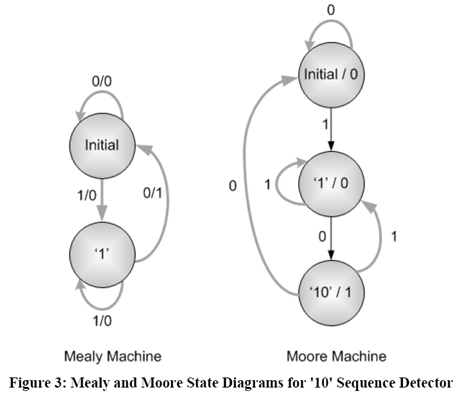 0/0
Initial
1/0
0/1
‘1’
1/0
Mealy Machine
0
Initial / 0
1
1
‘1’ / 0
0
0
1
‘10’ / 1
Moore Machine
Figure 3: Mealy and Moore State Diagrams for '10' Sequence Detector